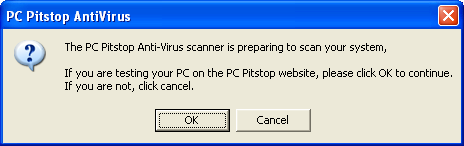 PC Pitstop AntiVirus
The PC Pitstop Anti-Virus scanner is preparing to scan your system,
If you are testing your PC on the PC Pitstop website, please click OK to continue.
If you are not, click cancel.
OK
Cancel